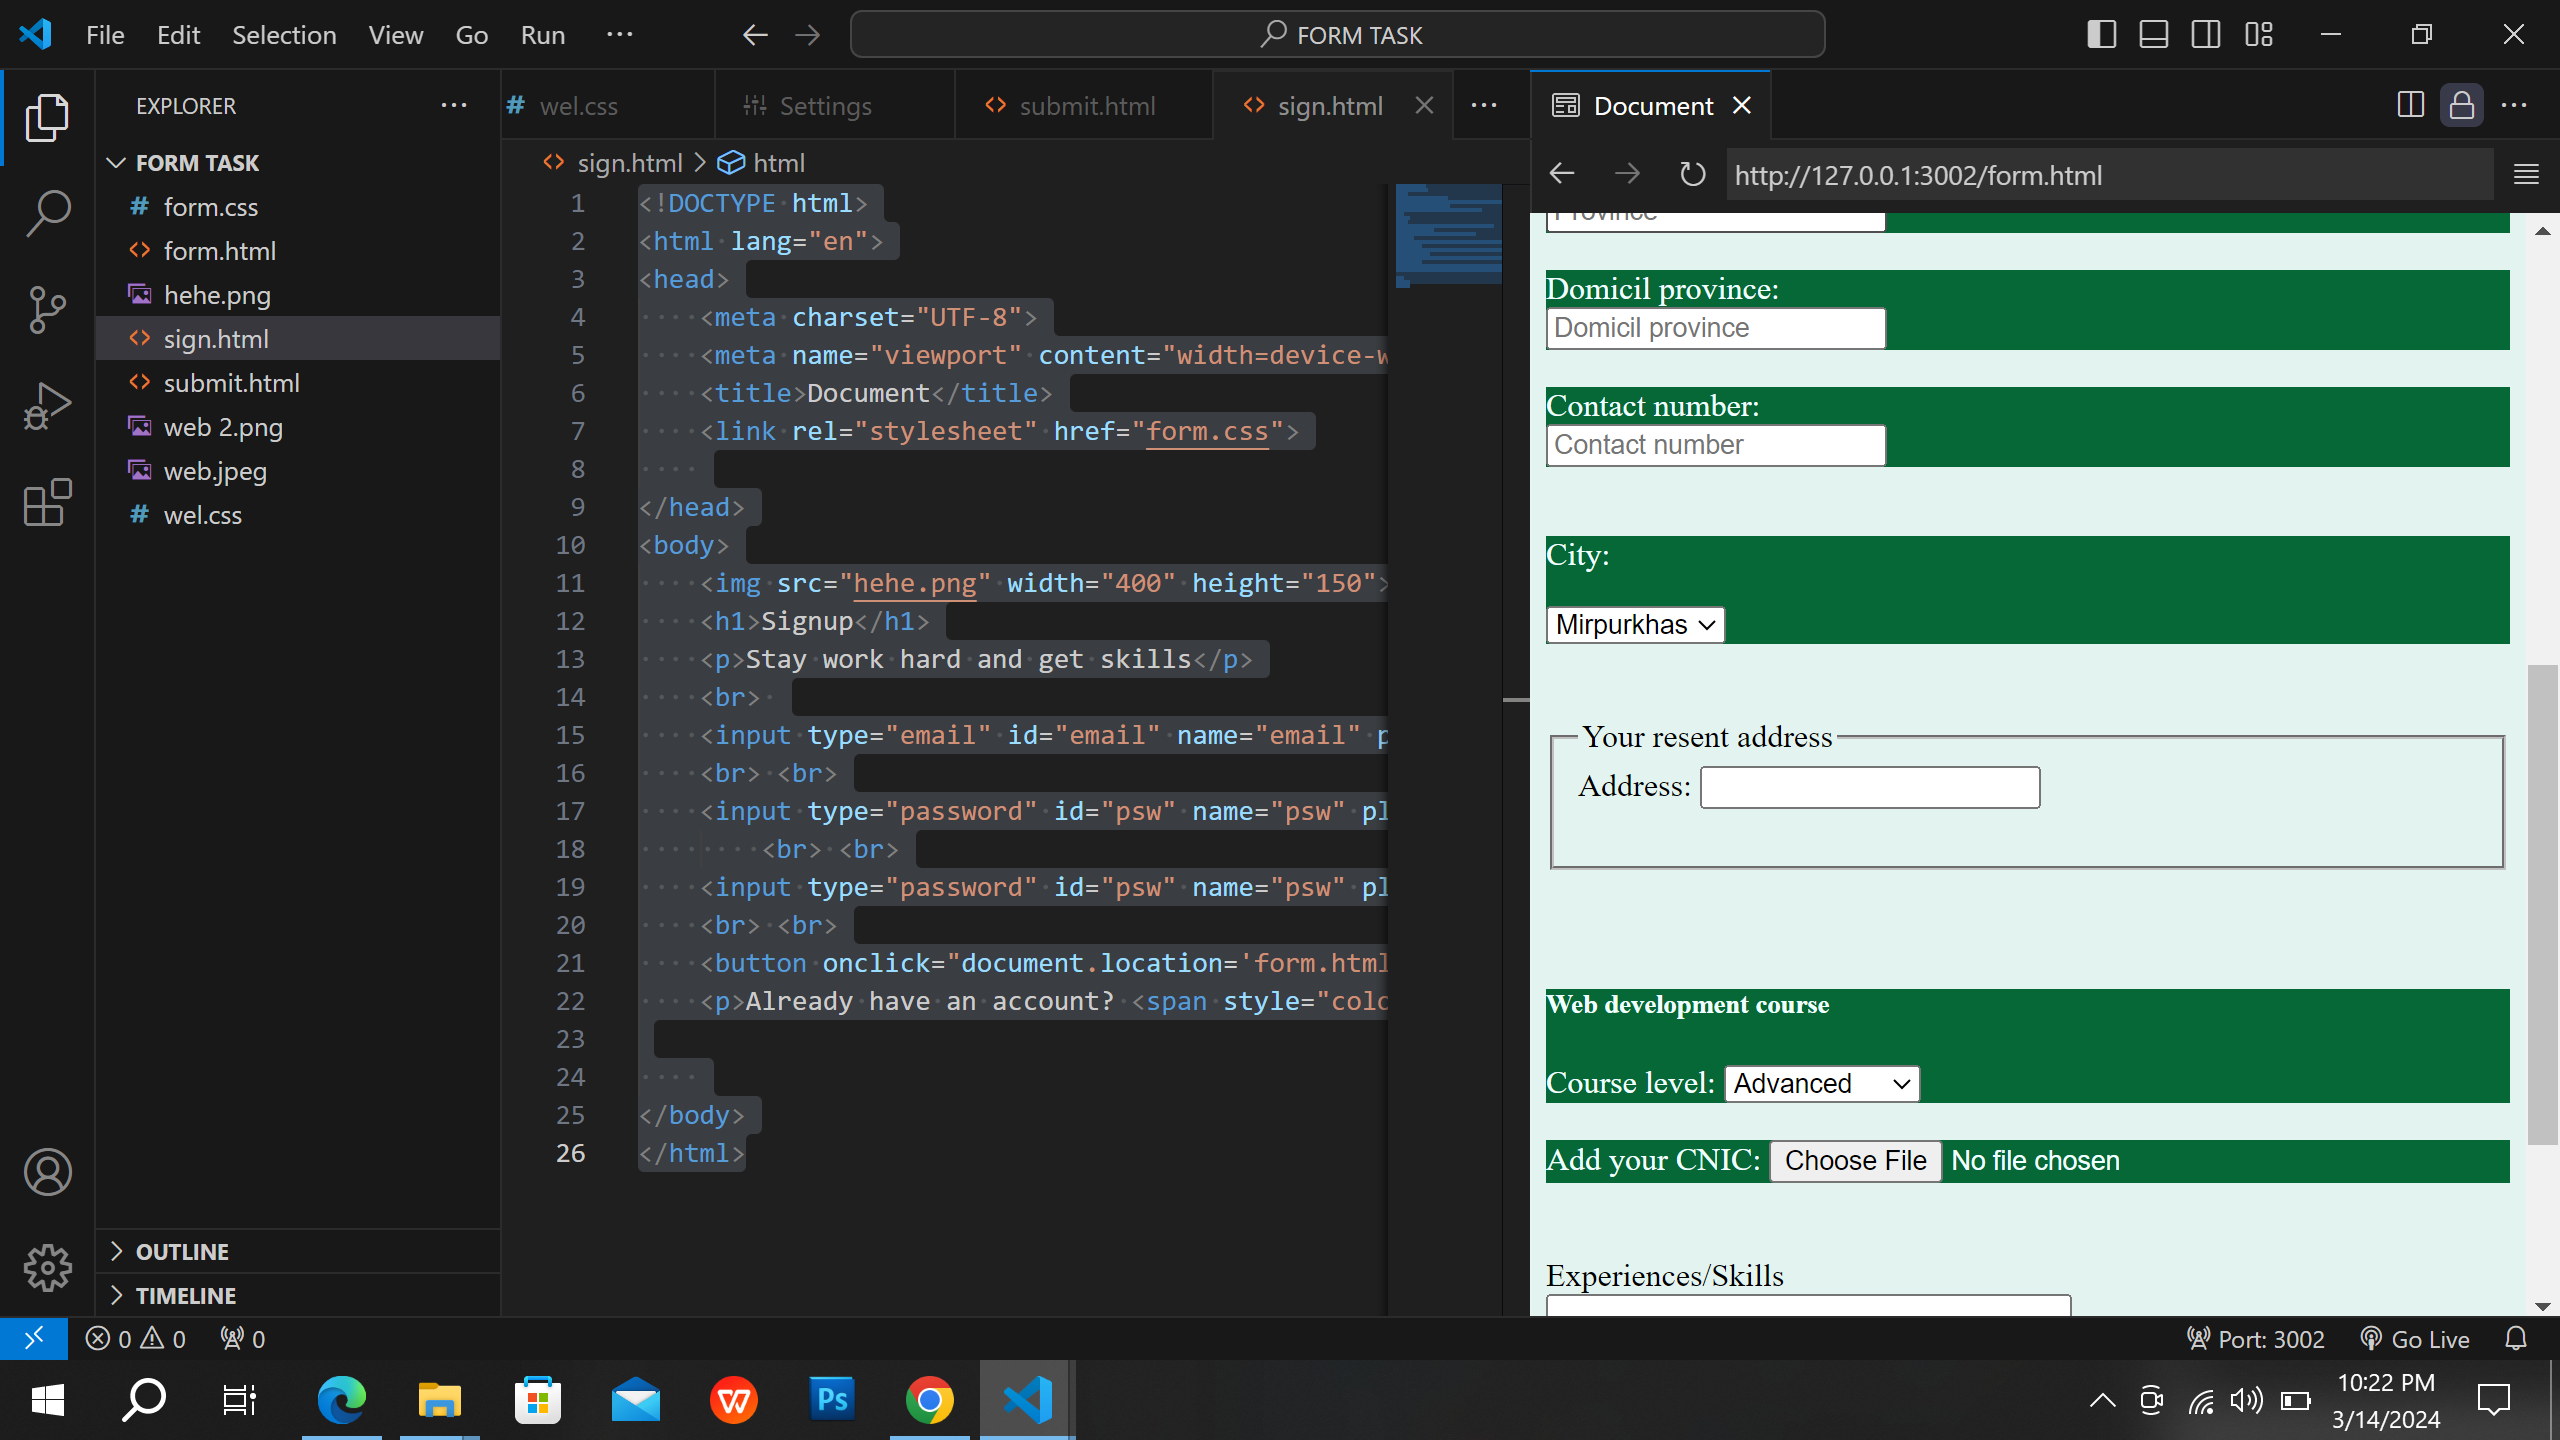 File Edit Selection View Go Run ··· FORM TASK
EXPLORER
FORM TASK
form.css
form.html
hehe.png
sign.html
submit.html
web 2.png
web.jpeg
wel.css
OUTLINE
TIMELINE
wel.css Settings submit.html sign.html
sign.html > html
1 <!DOCTYPE html>
2 <html lang="en">
3 <head>
4 <meta charset="UTF-8">
5 <meta name="viewport" content="width=device-w
6 <title>Document</title>
7 <link rel="stylesheet" href="form.css">
8
9 </head>
10 <body>
11 <img src="hehe.png" width="400" height="150">
12 <h1>Signup</h1>
13 <p>Stay work hard and get skills</p>
14 <br>
15 <input type="email" id="email" name="email" p
16 <br> <br>
17 <input type="password" id="psw" name="psw" pl
18 <br> <br>
19 <input type="password" id="psw" name="psw" pl
20 <br> <br>
21 <button onclick="document.location='form.html
22 <p>Already have an account? <span style="colo
23
24
25 </body>
26 </html>
Document
http://127.0.0.1:3002/form.html
Province
Domicil province:
Domicil province
Contact number:
Contact number
City:
Mirpurkhas
Your resent address
Address:
Web development course
Course level: Advanced
Add your CNIC: Choose File No file chosen
Experiences/Skills
0 0 0 Port: 3002 Go Live
Ps
10:22 PM
3/14/2024